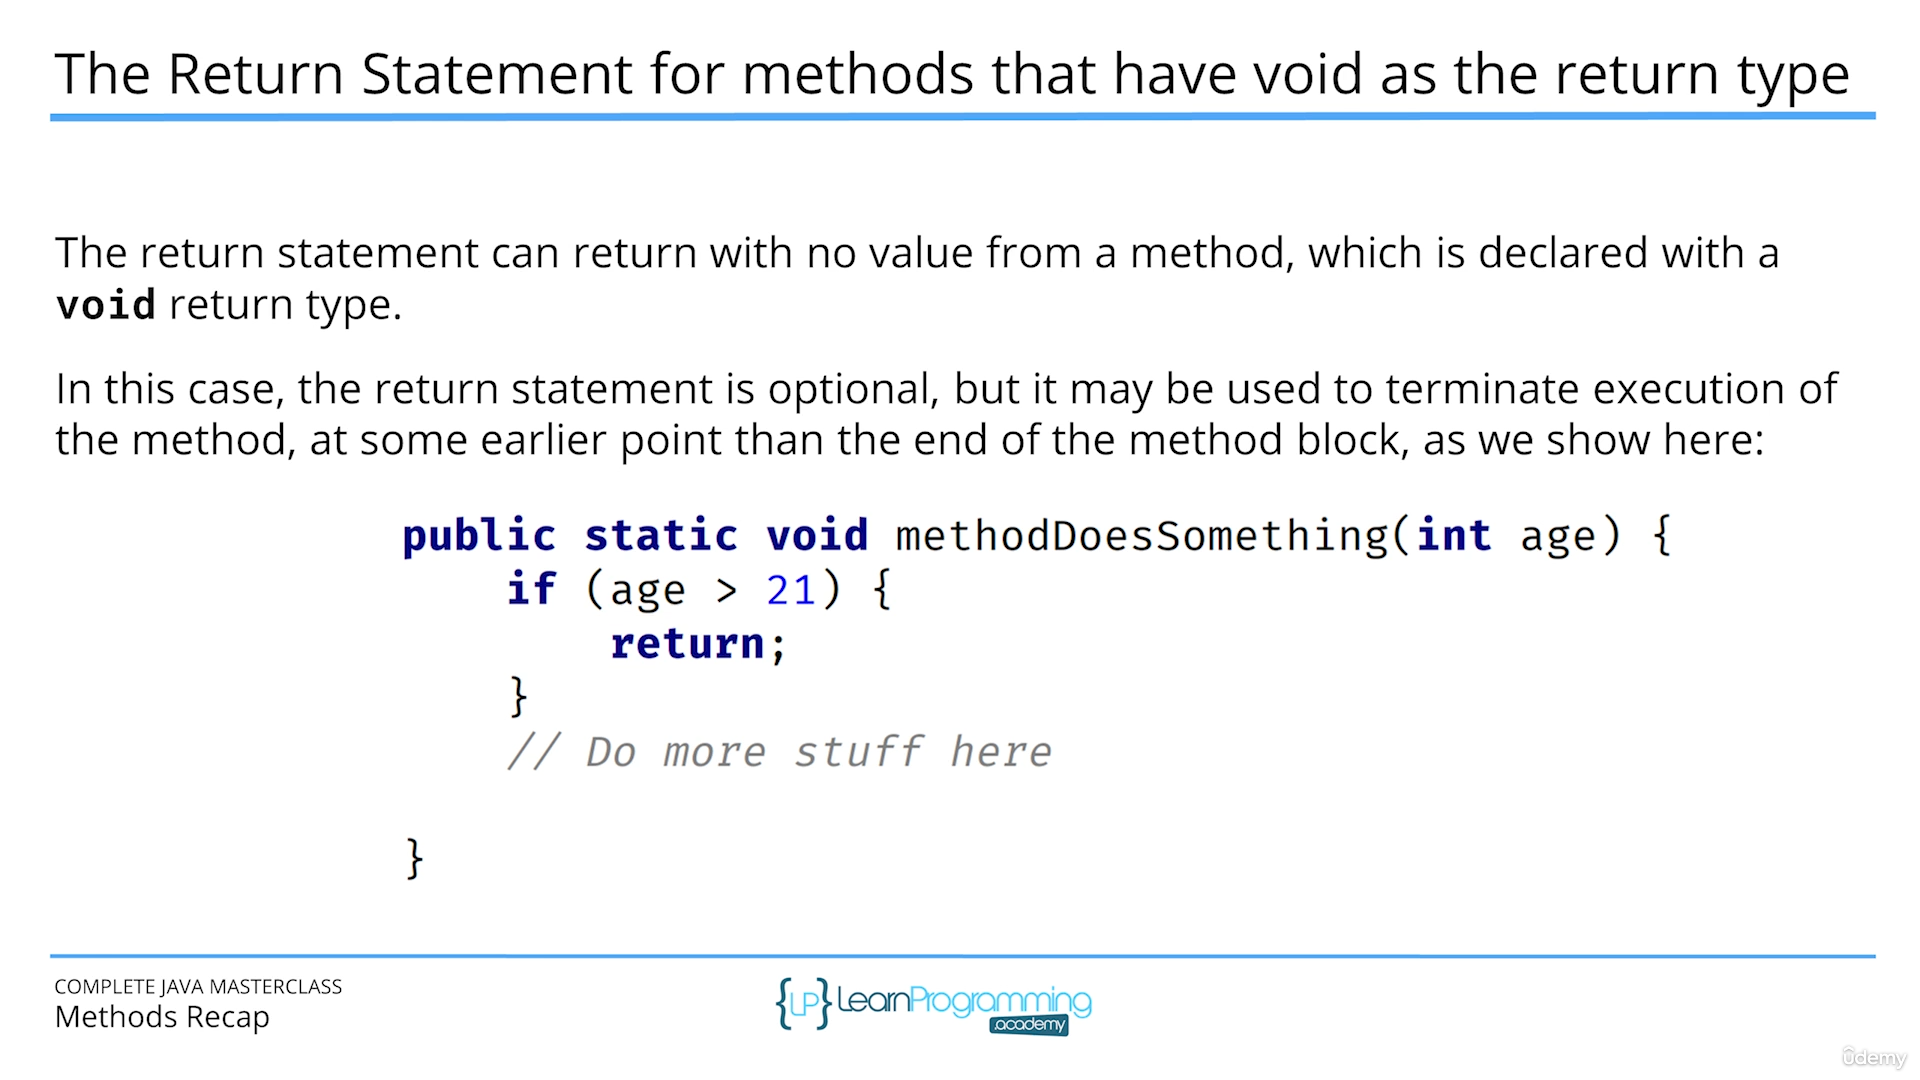 The Return Statement for methods that have void as the return type
The return statement can return with no value from a method, which is declared with a
void return type.
In this case, the return statement is optional, but it may be used to terminate execution of
the method, at some earlier point than the end of the method block, as we show here:
public static void methodDoesSomething(int age) {
    if (age > 21) {
        return;
    }
    // Do more stuff here
}
COMPLETE JAVA MASTERCLASS
Methods Recap
{LP} LearnProgramming
.academy
ûdemy